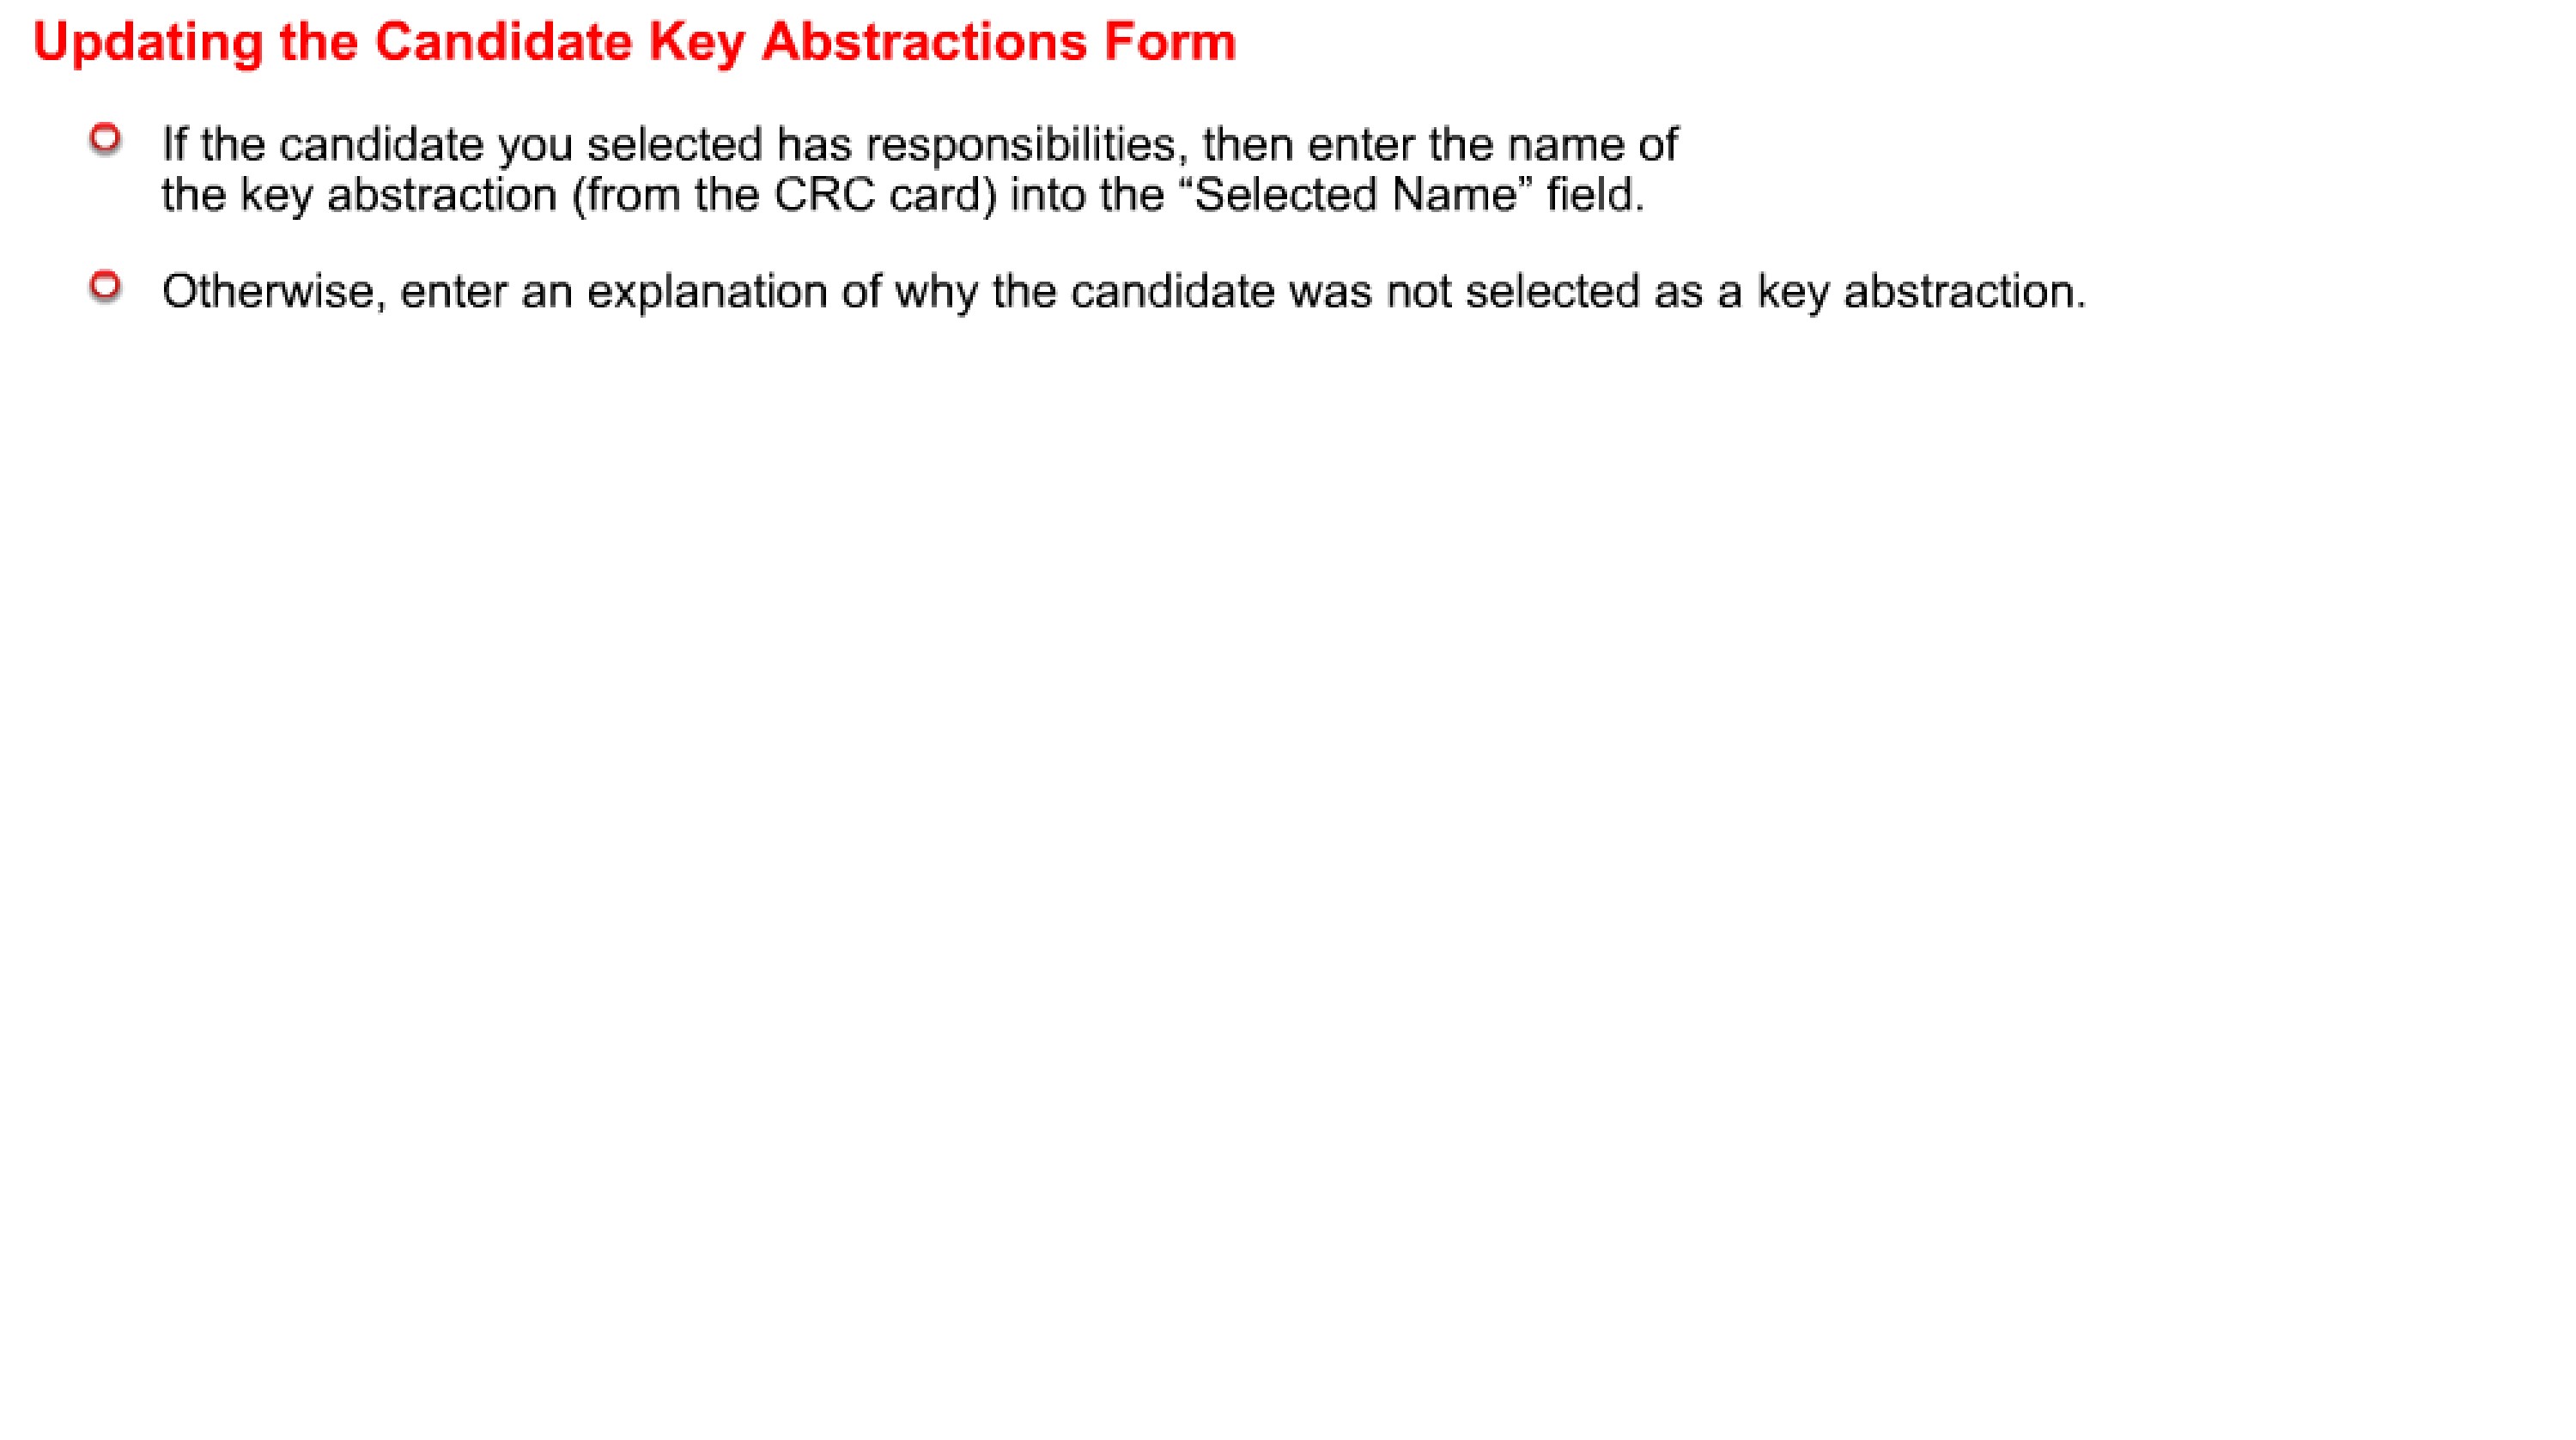 Updating the Candidate Key Abstractions Form
If the candidate you selected has responsibilities, then enter the name of
the key abstraction (from the CRC card) into the “Selected Name” field.
Otherwise, enter an explanation of why the candidate was not selected as a key abstraction.